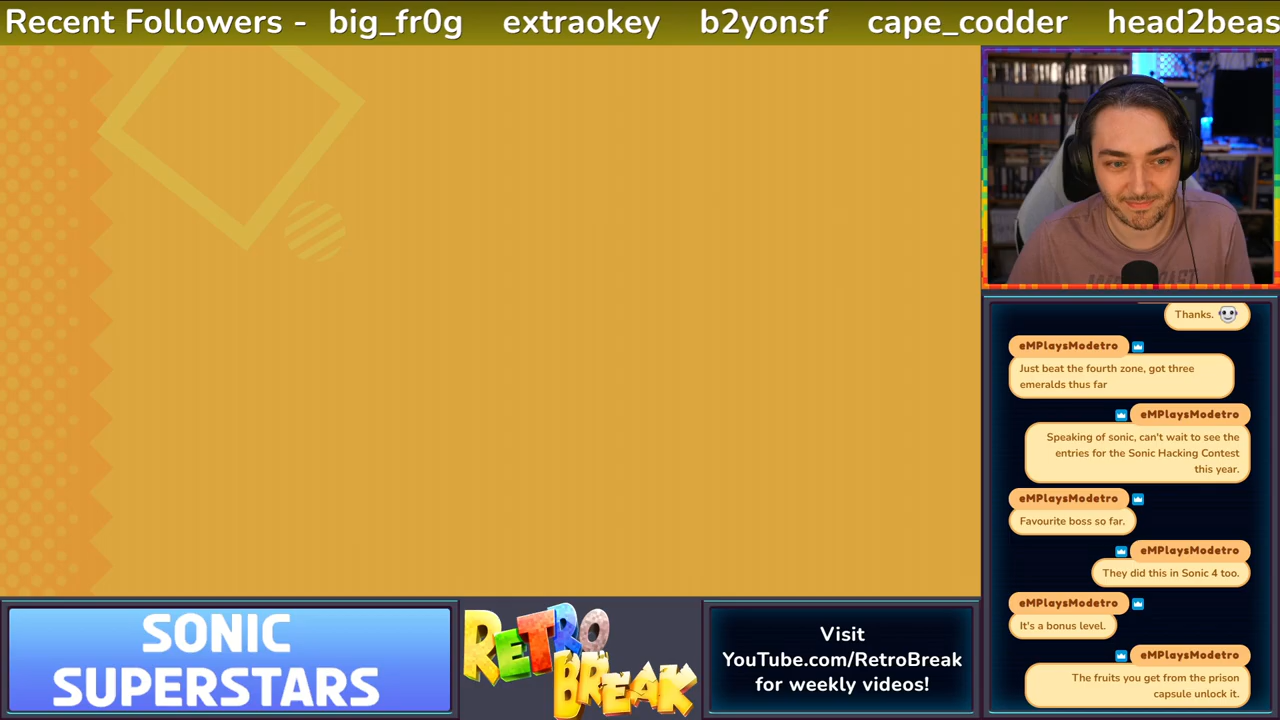 Recent Followers - big_fr0g extraokey b2yonsf cape_codder head2beas
Thanks.
eMPlaysModetro
Just beat the fourth zone, got three
emeralds thus far
eMPlaysModetro
Speaking of sonic, can't wait to see the
entries for the Sonic Hacking Contest
this year.
eMPlaysModetro
Favourite boss so far.
eMPlaysModetro
They did this in Sonic 4 too.
eMPlaysModetro
It's a bonus level.
eMPlaysModetro
The fruits you get from the prison
capsule unlock it.
SONIC
SUPERSTARS
RETRO
BREAK
Visit
YouTube.com/RetroBreak
for weekly videos!